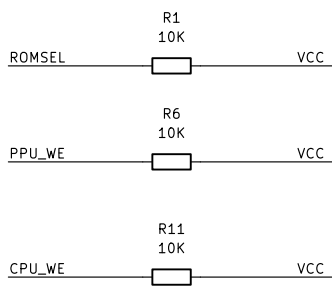 R1
10K
ROMSEL VCC
R6
10K
PPU_WE VCC
R11
10K
CPU_WE VCC